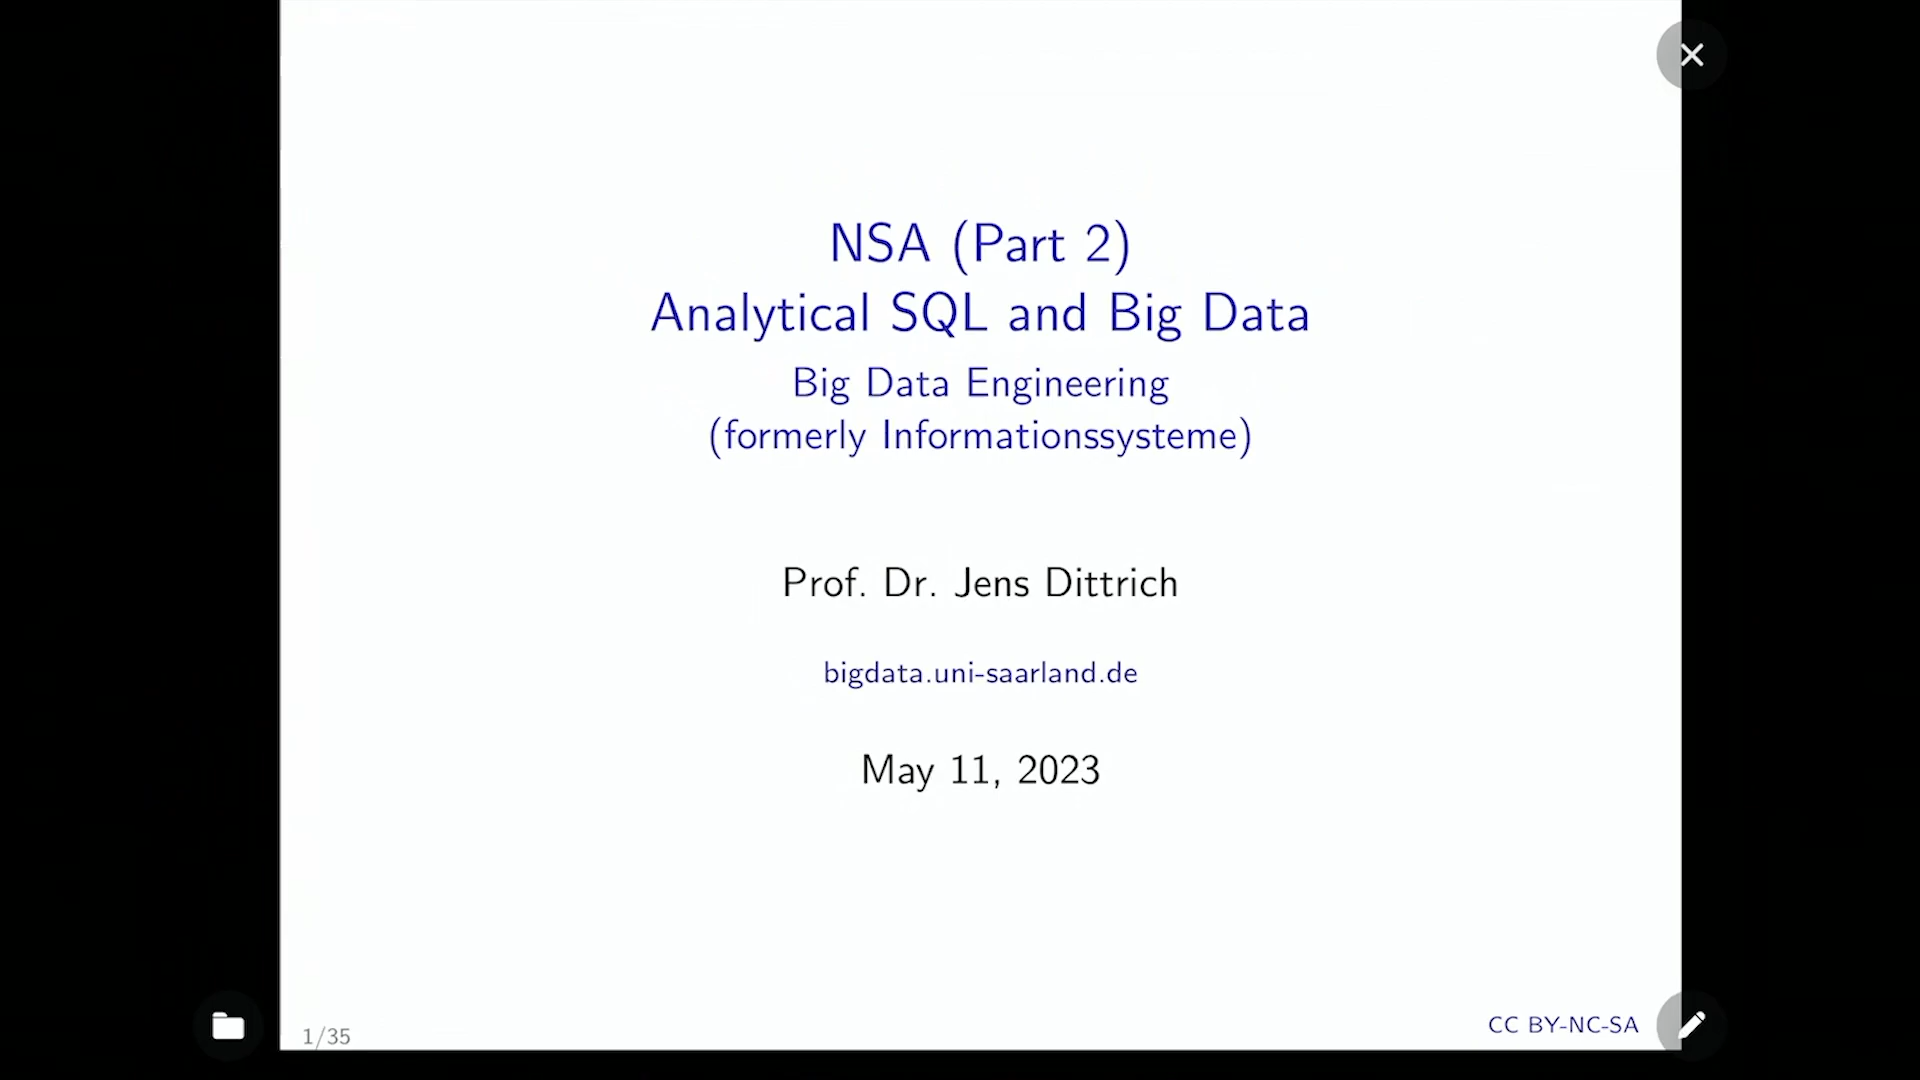 NSA (Part 2)
Analytical SQL and Big Data
Big Data Engineering
(formerly Informationssysteme)
Prof. Dr. Jens Dittrich
bigdata.uni-saarland.de
May 11, 2023
1/35
CC BY-NC-SA